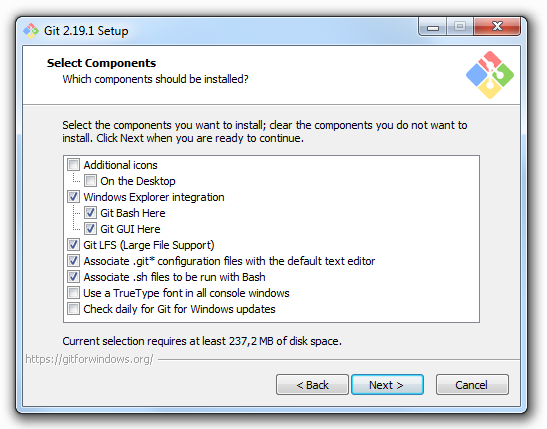 Git 2.19.1 Setup
Select Components
Which components should be installed?
Select the components you want to install; clear the components you do not want to
install. Click Next when you are ready to continue.
Additional icons
On the Desktop
Windows Explorer integration
Git Bash Here
Git GUI Here
Git LFS (Large File Support)
Associate .git* configuration files with the default text editor
Associate .sh files to be run with Bash
Use a TrueType font in all console windows
Check daily for Git for Windows updates
Current selection requires at least 237,2 MB of disk space.
https://gitforwindows.org/
< Back
Next >
Cancel